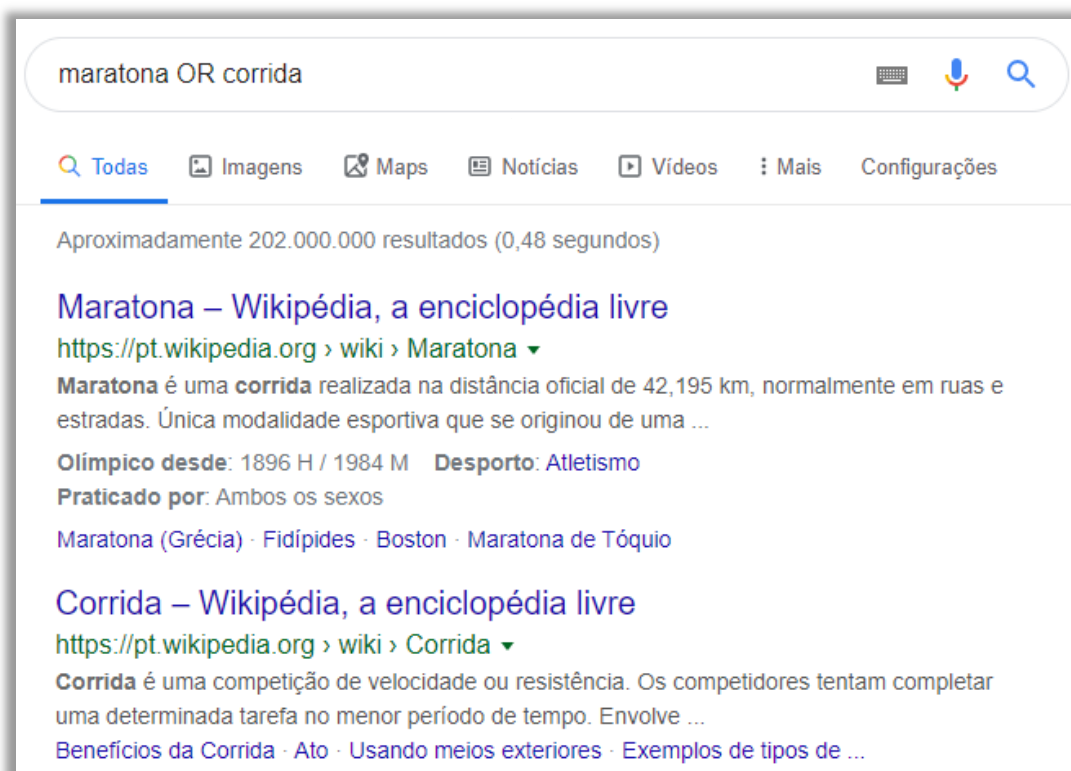 maratona OR corrida
Todas Imagens Maps Notícias Vídeos Mais Configurações
Aproximadamente 202.000.000 resultados (0,48 segundos)
Maratona – Wikipédia, a enciclopédia livre
https://pt.wikipedia.org › wiki › Maratona
Maratona é uma corrida realizada na distância oficial de 42,195 km, normalmente em ruas e
estradas. Única modalidade esportiva que se originou de uma ...
Olímpico desde: 1896 H / 1984 M Desporto: Atletismo
Praticado por: Ambos os sexos
Maratona (Grécia) · Fidípides · Boston · Maratona de Tóquio
Corrida – Wikipédia, a enciclopédia livre
https://pt.wikipedia.org › wiki › Corrida
Corrida é uma competição de velocidade ou resistência. Os competidores tentam completar
uma determinada tarefa no menor período de tempo. Envolve ...
Benefícios da Corrida · Ato · Usando meios exteriores · Exemplos de tipos de ...